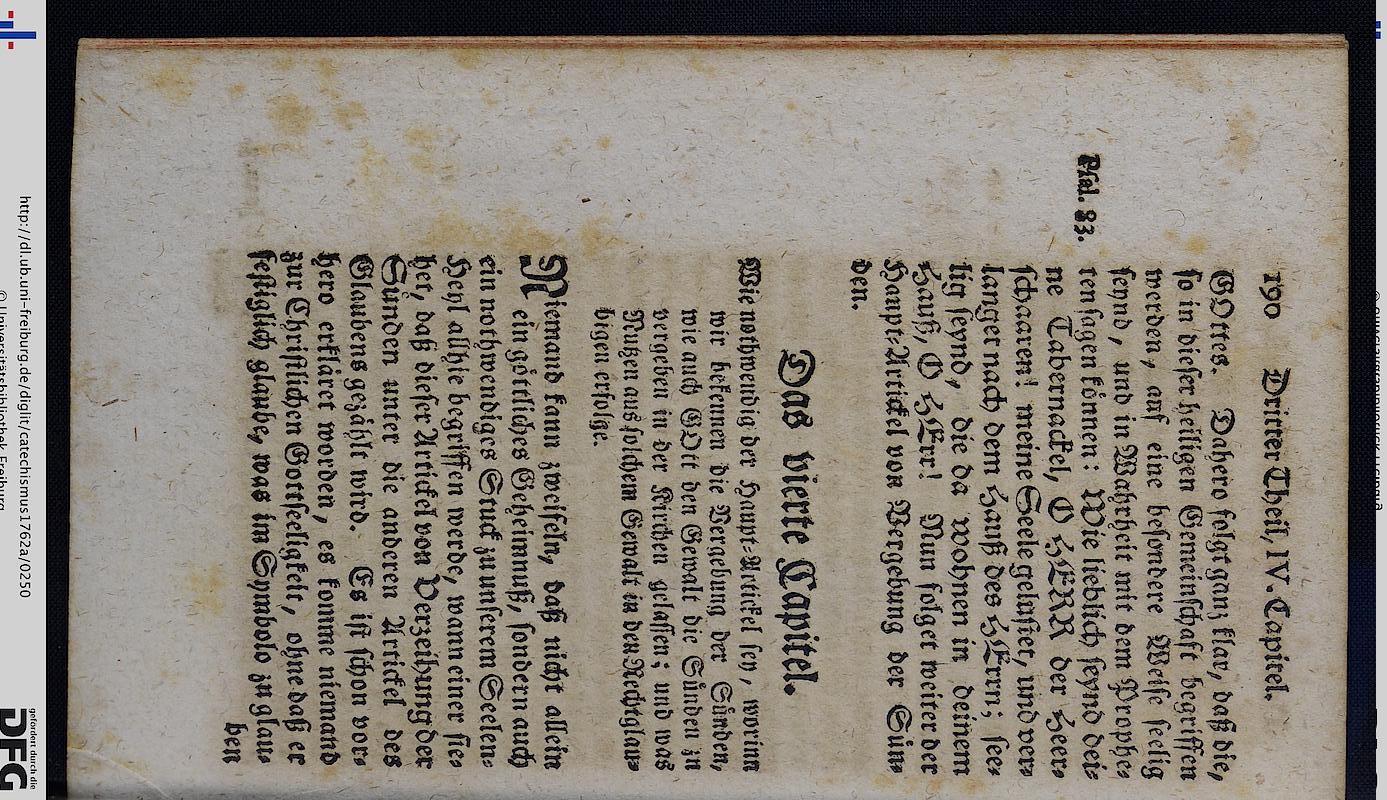 190 Dritter Theil, IV. Capitel.
GOttes. Dahero folgt ganz klar, daß die,
so in dieser heiligen Gemeinschaft begriffen
werden, auf eine besondere Weise seelig
seynd, und in Wahrheit mit dem Prophe-
ten sagen können: Wie lieblich seynd dei-
Psal. 83.
ne Tabernackel, O HERR der Heer-
schaaren! meine Seele gelustet, und ver-
langet nach dem Hauß des HErrn; see-
lig seynd, die da wohnen in deinem
Hauß, O HErr! Nun folget weiter der
Haupt-Artickel von Vergebung der Sün-
den.
Das vierte Capitel.
Wie nothwendig der Haupt-Artickel sey, worinn
wir bekennen die Vergebung der Sünden,
wie auch GOtt den Gewalt die Sünden zu
vergeben in der Kirchen gelassen; und was
Nutzen aus solchem Gewalt in den Rechtglau-
bigen erfolge.
Niemand kann zweifeln, daß nicht allein
ein göttliches Geheimnuß, sondern auch
ein nothwendiges Stuck zu unserem Seelen-
Heyl allhie begriffen werde, wann einer sie-
het, daß dieser Artickel von Verzeihung der
Sünden unter die anderen Artickel des
Glaubens gezählt wird. Es ist schon vor-
hero erkläret worden, es komme niemand
zur Christlichen Gottseeligkeit, ohne daß er
festiglich glaube, was im Symbolo zu glau-
ben
http://dl.ub.uni-freiburg.de/diglit/catechismus1762a/0250
© Universitätsbibliothek Freiburg
gefördert durch die
DFG